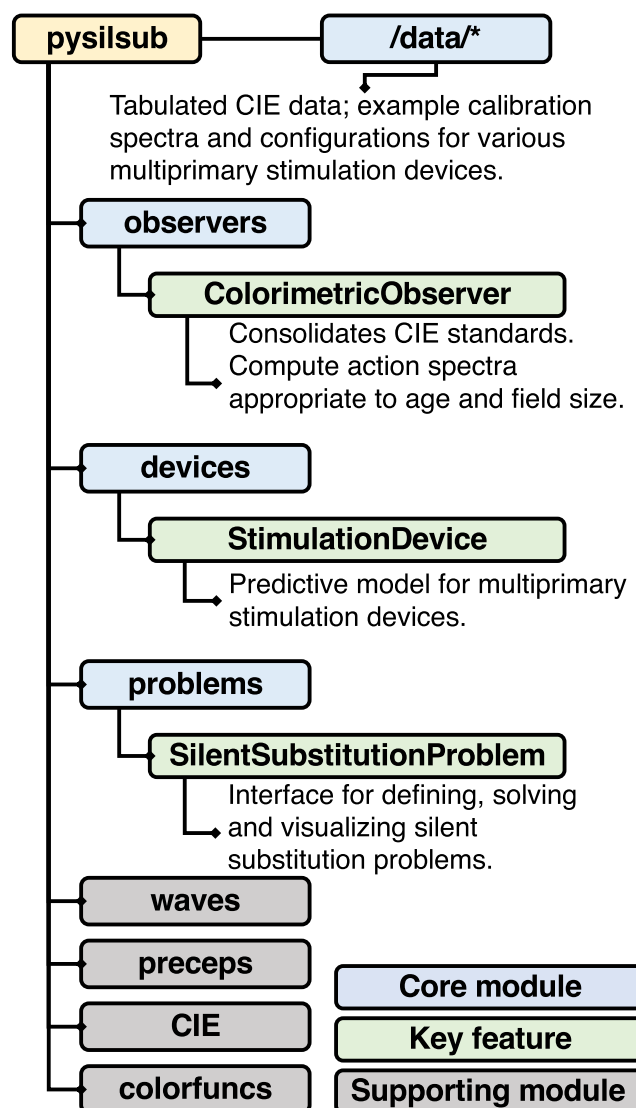 pysilsub
/data/*
Tabulated CIE data; example calibration
spectra and configurations for various
multiprimary stimulation devices.
observers
ColorimetricObserver
Consolidates CIE standards.
Compute action spectra
appropriate to age and field size.
devices
StimulationDevice
Predictive model for multiprimary
stimulation devices.
problems
SilentSubstitutionProblem
Interface for defining, solving
and visualizing silent
substitution problems.
waves
preceps
CIE
colorfuncs
Core module
Key feature
Supporting module